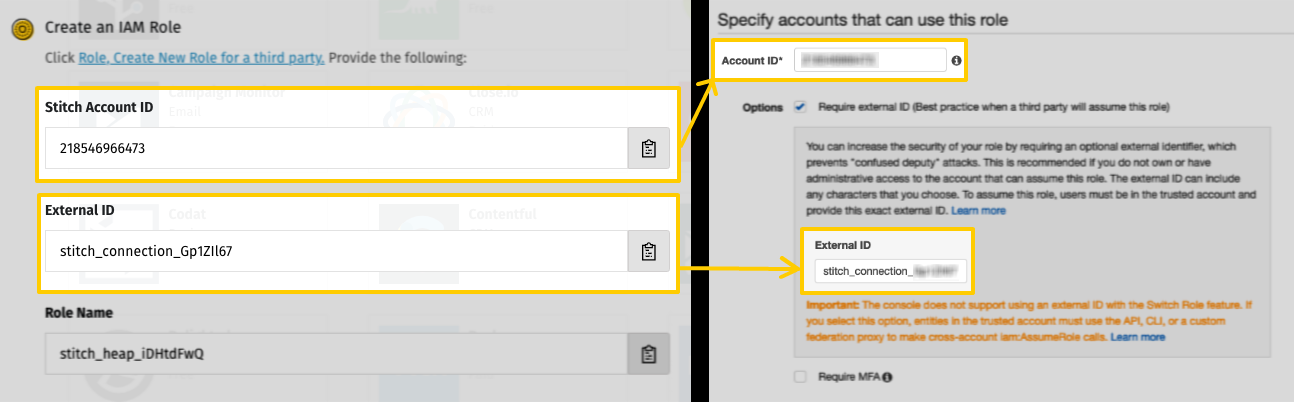 Create an IAM Role
Click Role, Create New Role for a third party. Provide the following:
Campaign Monitor
Email
Close.io
CRM
Stitch Account ID
218546966473
Codat
Contentful
External ID
stitch_connection_Gp1ZIl67
Role Name
stitch_heap_iDHtdFwQ
Specify accounts that can use this role
Account ID*
Options
Require external ID (Best practice when a third party will assume this role)
You can increase the security of your role by requiring an optional external identifier, which
prevents "confused deputy" attacks. This is recommended if you do not own or have
administrative access to the account that can assume this role. The external ID can include
any characters that you choose. To assume this role, users must be in the trusted account and
provide this exact external ID. Learn more
External ID
stitch_connection_
Important: The console does not support using an external ID with the Switch Role feature. If
you select this option, entities in the trusted account must use the API, CLI, or a custom
federation proxy to make cross-account iam:AssumeRole calls. Learn more
Require MFA